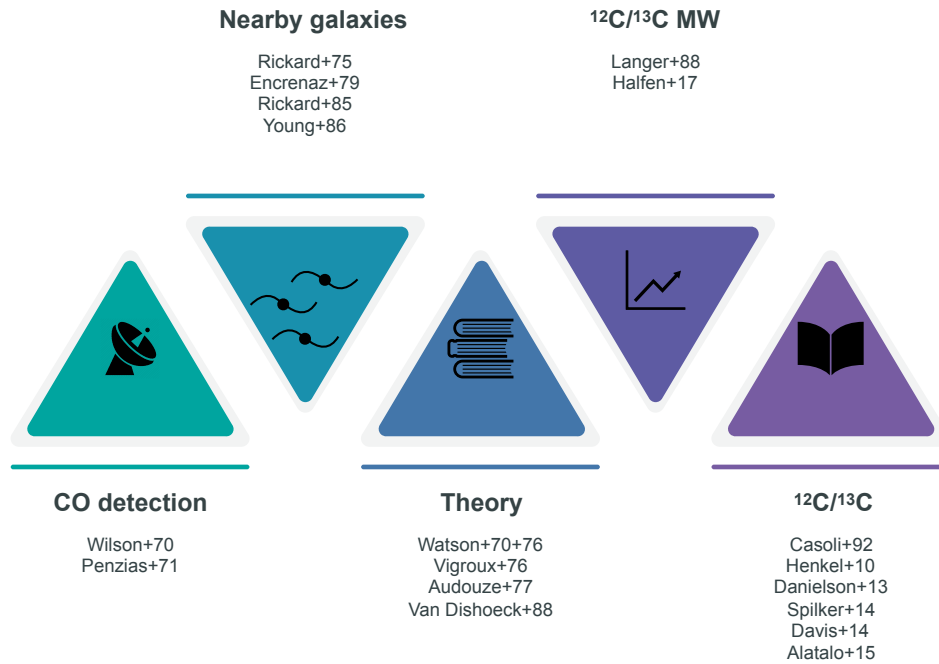 Nearby galaxies
Rickard+75
Encrenaz+79
Rickard+85
Young+86
¹²C/¹³C MW
Langer+88
Halfen+17
CO detection
Wilson+70
Penzias+71
Theory
Watson+70+76
Vigroux+76
Audouze+77
Van Dishoeck+88
¹²C/¹³C
Casoli+92
Henkel+10
Danielson+13
Spilker+14
Davis+14
Alatalo+15